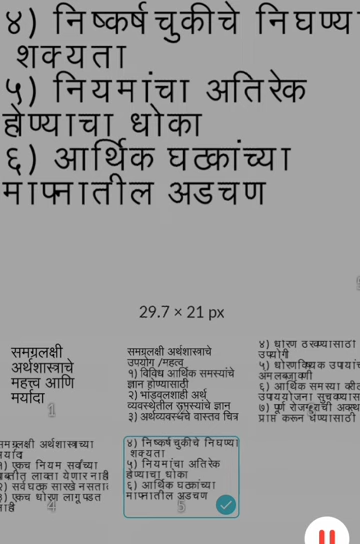 ४) निष्कर्ष चुकीचे निघण्य
शक्यता
५) नियमांचा अतिरेक
होण्याचा धोका
६) आर्थिक घटकांच्या
मापनातील अडचण
29.7 × 21 px
समग्रलक्षी
अर्थशास्त्राचे
महत्त्व आणि
मर्यादा
1
समग्रलक्षी अर्थशास्त्राचे
उपयोग /महत्व
१) विविध आर्थिक समस्यांचे
ज्ञान होण्यासाठी
२) भांडवलशाही अर्थ
व्यवस्थेतील समस्यांचे ज्ञान
३) अर्थव्यवस्थेचे वास्तव चित्र
४) धोरण ठरवण्यासाठी
उपयोगी
५) धोरणविषयक उपायां
अंमलबजावणी
६) आर्थिक समस्या
उपाययोजना सुचवण्यास
७) पूर्ण रोजगाराची अवस्थ
प्राप्त करून घेण्यासाठी
समग्रलक्षी अर्थशास्त्राच्या
मर्यादा
१) एकच नियम सर्वांच्या
बाबतीत लावता येणार नाही
२) सर्व घटक सारखे नसतात
३) एकच धोरण लागू पडत
नाही
4
४) निष्कर्ष चुकीचे निघण्य
शक्यता
५) नियमांचा अतिरेक
होण्याचा धोका
६) आर्थिक घटकांच्या
मापनातील अडचण
5